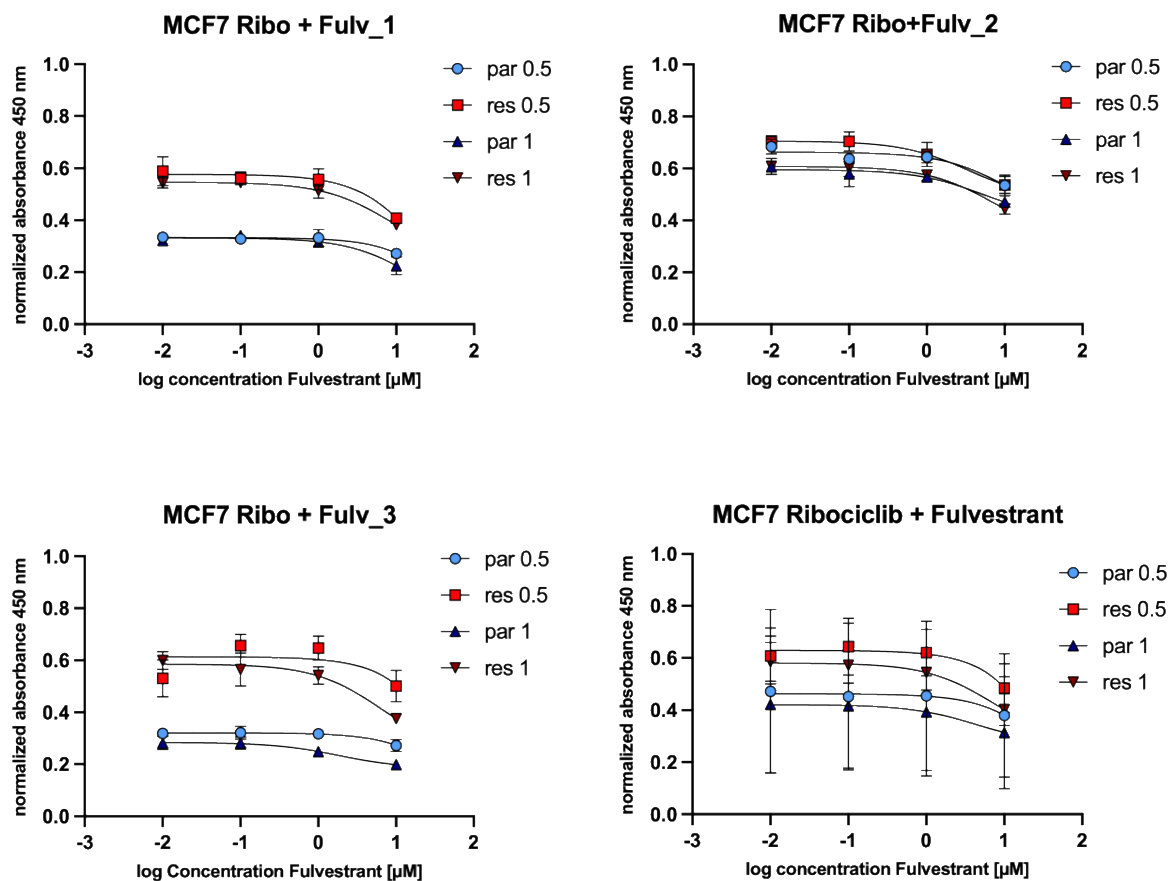 MCF7 Ribo + Fulv_1
normalized absorbance 450 nm
1.0
0.8
0.6
0.4
0.2
0.0
-3
-2
-1
0
1
2
log concentration Fulvestrant [µM]
par 0.5
res 0.5
par 1
res 1
MCF7 Ribo+Fulv_2
normalized absorbance 450 nm
1.0
0.8
0.6
0.4
0.2
0.0
-3
-2
-1
0
1
2
log concentration Fulvestrant [µM]
par 0.5
res 0.5
par 1
res 1
MCF7 Ribo + Fulv_3
normalized absorbance 450 nm
1.0
0.8
0.6
0.4
0.2
0.0
-3
-2
-1
0
1
2
log Concentration Fulvestrant [µM]
par 0.5
res 0.5
par 1
res 1
MCF7 Ribociclib + Fulvestrant
normalized absorbance 450 nm
1.0
0.8
0.6
0.4
0.2
0.0
-3
-2
-1
0
1
2
log concentration Fulvestrant [µM]
par 0.5
res 0.5
par 1
res 1